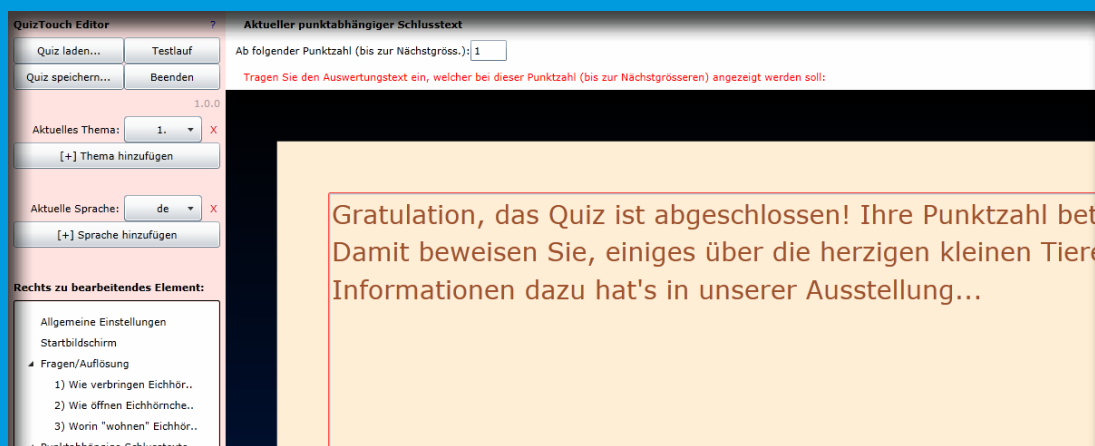 QuizTouch Editor ?
Quiz laden... Testlauf
Quiz speichern... Beenden
1.0.0
Aktuelles Thema: 1. X
[+] Thema hinzufügen
Aktuelle Sprache: de X
[+] Sprache hinzufügen
Rechts zu bearbeitendes Element:
Allgemeine Einstellungen
Startbildschirm
Fragen/Auflösung
1) Wie verbringen Eichhör..
2) Wie öffnen Eichhörnche..
3) Worin "wohnen" Eichhör..
Punktabhängige Schlusstexte
Aktueller punktabhängiger Schlusstext
Ab folgender Punktzahl (bis zur Nächstgröss.): 1
Tragen Sie den Auswertungstext ein, welcher bei dieser Punktzahl (bis zur Nächstgrösseren) angezeigt werden soll:
Gratulation, das Quiz ist abgeschlossen! Ihre Punktzahl bet
Damit beweisen Sie, einiges über die herzigen kleinen Tiere
Informationen dazu hat's in unserer Ausstellung...